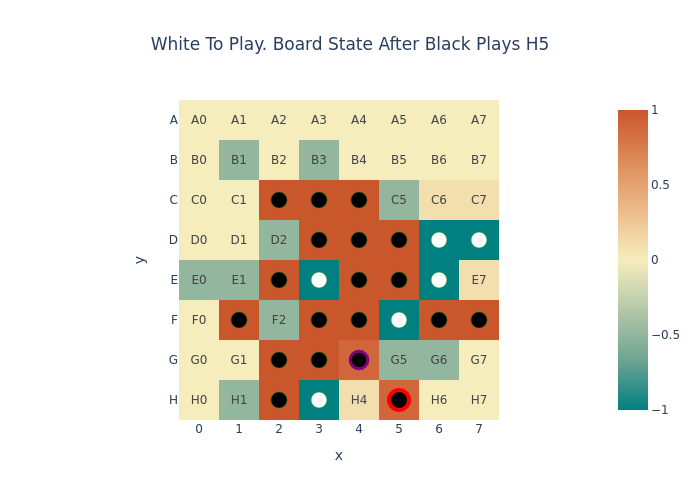 White To Play. Board State After Black Plays H5
A A0 A1 A2 A3 A4 A5 A6 A7
B B0 B1 B2 B3 B4 B5 B6 B7
C C0 C1 C5 C6 C7
D D0 D1 D2
E E0 E1 E7
F F0 F2
G G0 G1 G5 G6 G7
H H0 H1 H4 H6 H7
0 1 2 3 4 5 6 7
x
y
1
0.5
0
−0.5
−1